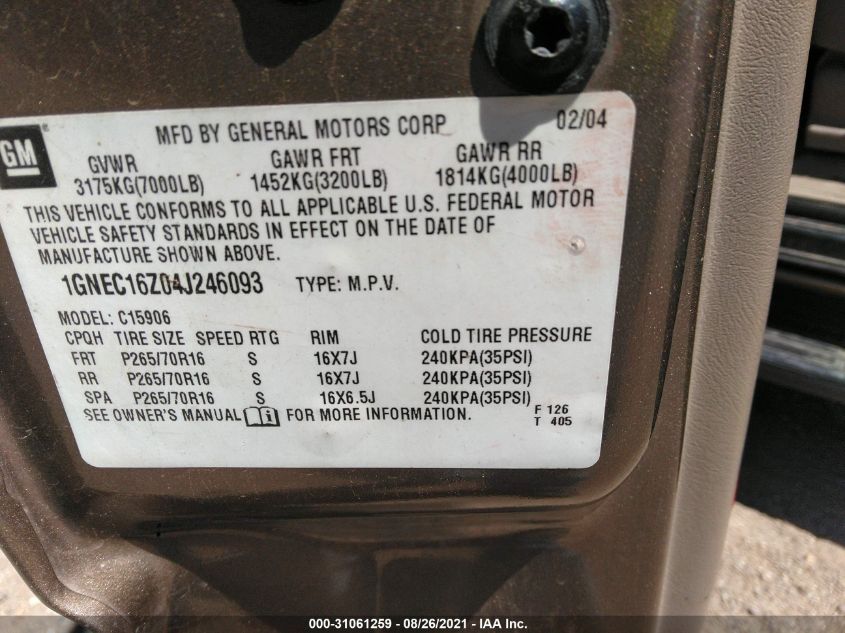 GM
MFD BY GENERAL MOTORS CORP 02/04
GVWR GAWR FRT GAWR RR
3175KG(7000LB) 1452KG(3200LB) 1814KG(4000LB)
THIS VEHICLE CONFORMS TO ALL APPLICABLE U.S. FEDERAL MOTOR
VEHICLE SAFETY STANDARDS IN EFFECT ON THE DATE OF
MANUFACTURE SHOWN ABOVE.
1GNEC16Z04J246093 TYPE: M.P.V.
MODEL: C15906
CPQH TIRE SIZE SPEED RTG RIM COLD TIRE PRESSURE
FRT P265/70R16 S 16X7J 240KPA(35PSI)
RR P265/70R16 S 16X7J 240KPA(35PSI)
SPA P265/70R16 S 16X6.5J 240KPA(35PSI)
SEE OWNER'S MANUAL i FOR MORE INFORMATION. F 126
T 405
000-31061259 - 08/26/2021 - IAA Inc.